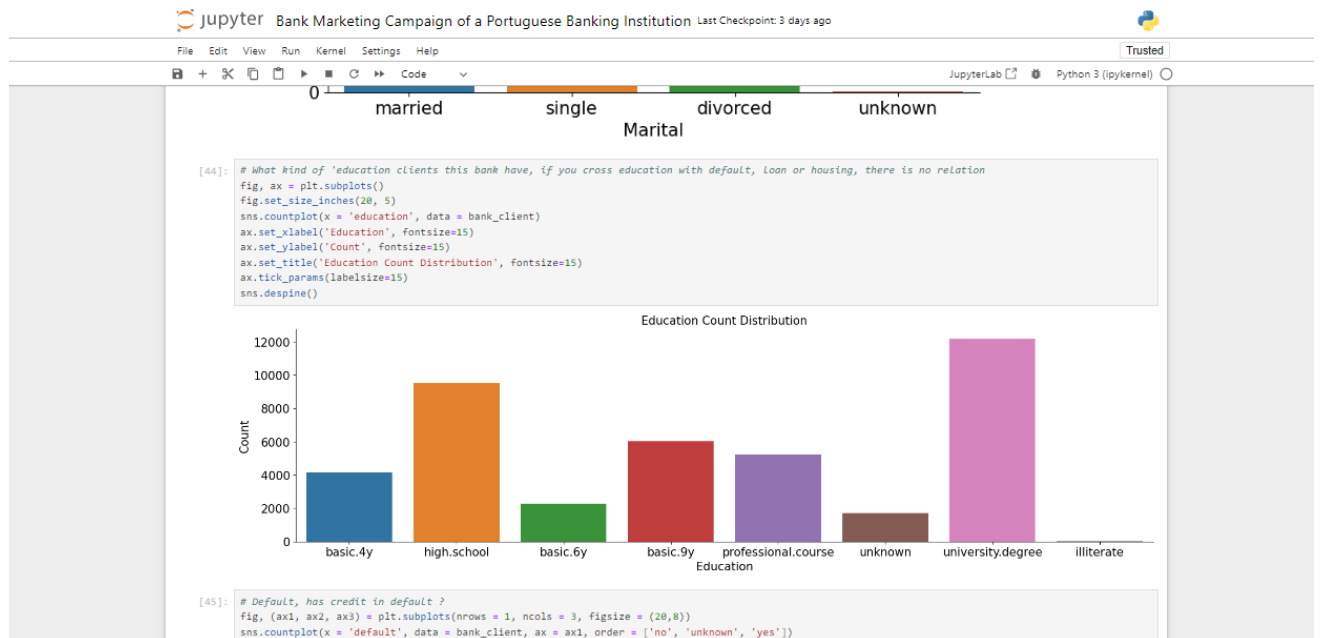 jupyter Bank Marketing Campaign of a Portuguese Banking Institution Last Checkpoint: 3 days ago
File Edit View Run Kernel Settings Help Trusted
Code JupyterLab Python 3 (ipykernel)
0
married single divorced unknown
Marital
[44]: # What kind of 'education clients this bank have, if you cross education with default, loan or housing, there is no relation
fig, ax = plt.subplots()
fig.set_size_inches(20, 5)
sns.countplot(x = 'education', data = bank_client)
ax.set_xlabel('Education', fontsize=15)
ax.set_ylabel('Count', fontsize=15)
ax.set_title('Education Count Distribution', fontsize=15)
ax.tick_params(labelsize=15)
sns.despine()
Education Count Distribution
12000
10000
8000
6000
4000
2000
0
Count
basic.4y high.school basic.6y basic.9y professional.course unknown university.degree illiterate
Education
[45]: # Default, has credit in default ?
fig, (ax1, ax2, ax3) = plt.subplots(nrows = 1, ncols = 3, figsize = (20,8))
sns.countplot(x = 'default', data = bank_client, ax = ax1, order = ['no', 'unknown', 'yes'])